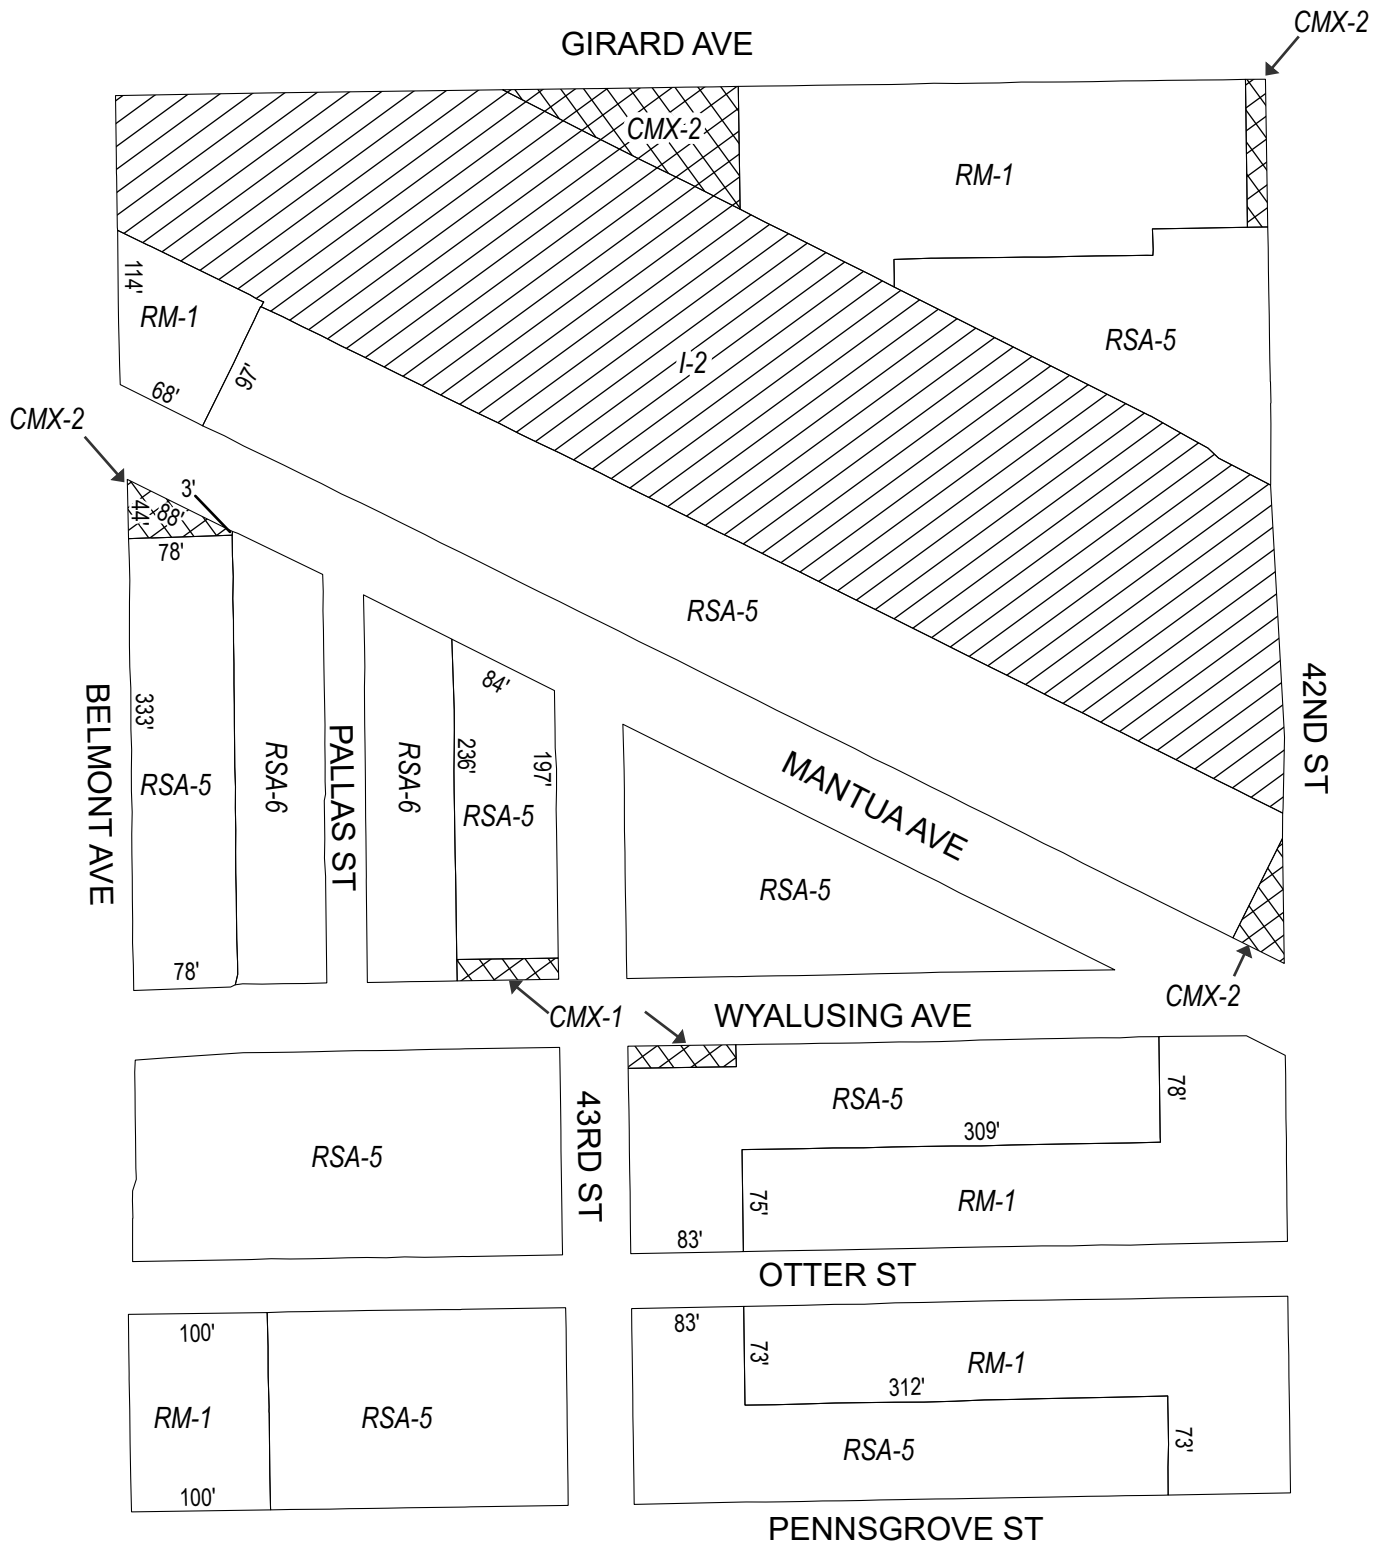 CMX-2
GIRARD AVE
CMX-2
RM-1
114'
RM-1
I-2
RSA-5
97'
68'
CMX-2
3'
44'
88'
78'
RSA-5
84'
BELMONT AVE
333'
RSA-5
RSA-6
PALLAS ST
RSA-6
236'
197'
RSA-5
MANTUA AVE
42ND ST
RSA-5
78'
CMX-2
CMX-1
WYALUSING AVE
RSA-5
78'
309'
43RD ST
RSA-5
75'
RM-1
83'
OTTER ST
100'
83'
73'
RM-1
312'
RM-1
RSA-5
RSA-5
73'
100'
PENNSGROVE ST